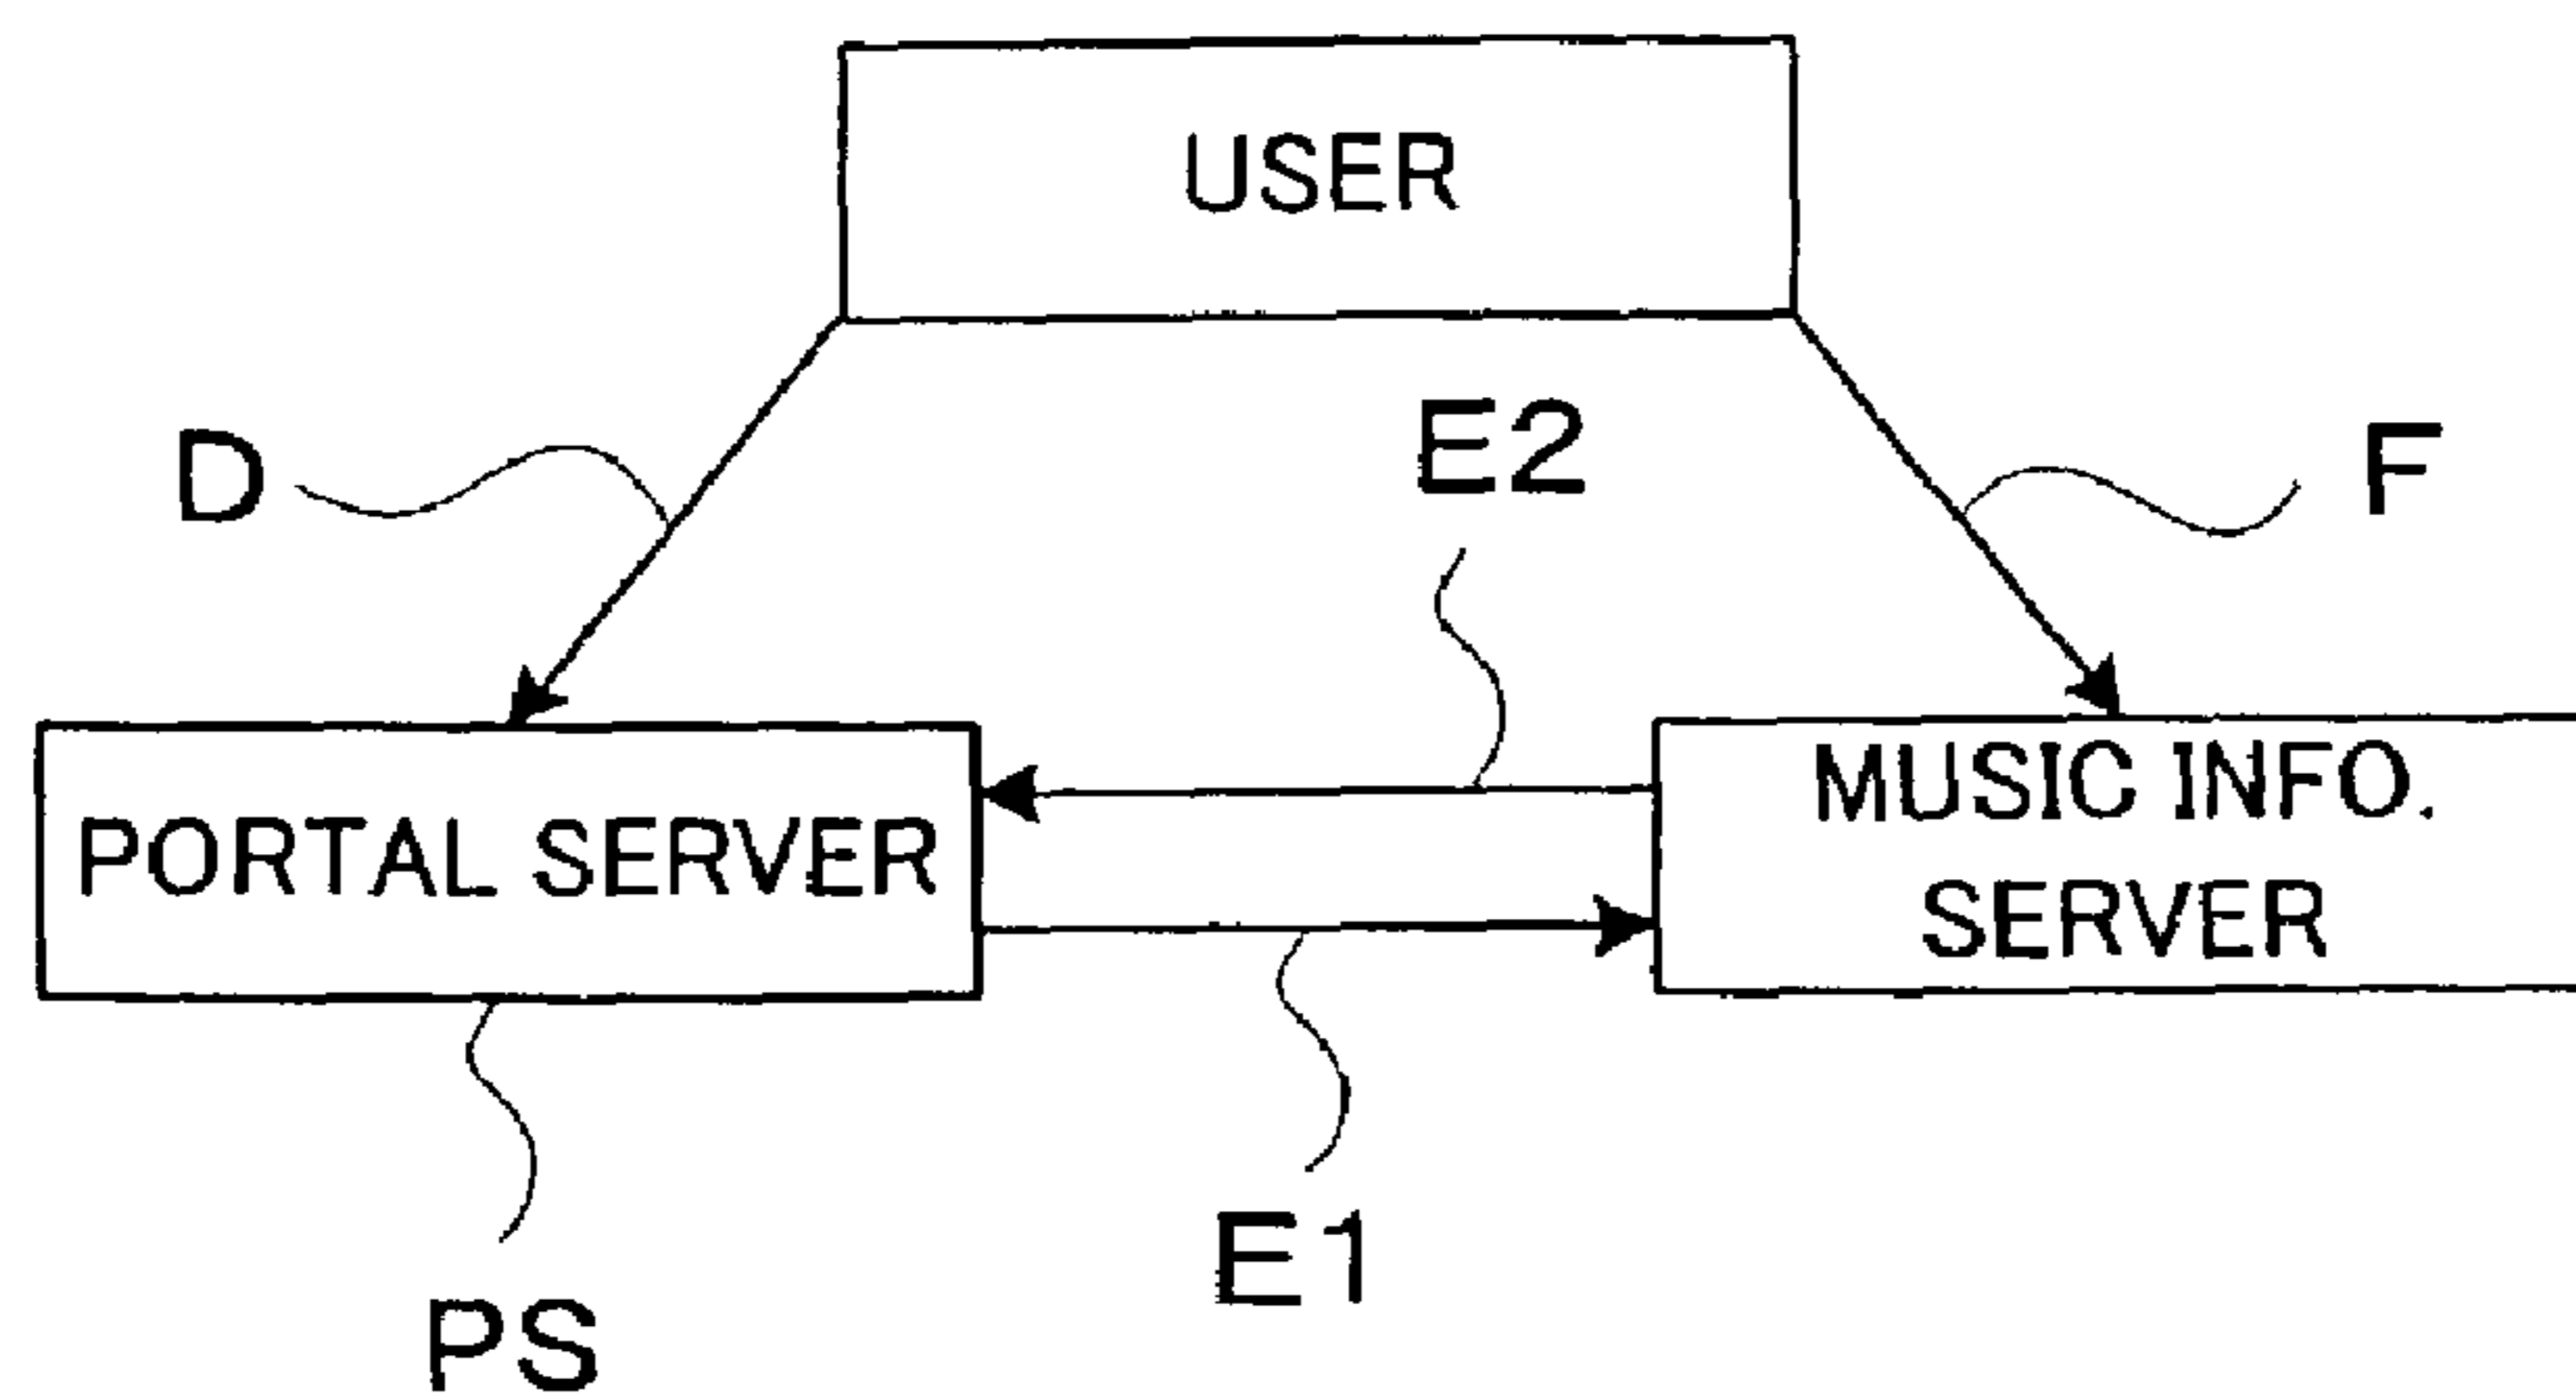 USER
D
E2
F
PORTAL SERVER
MUSIC INFO.
SERVER
E1
PS